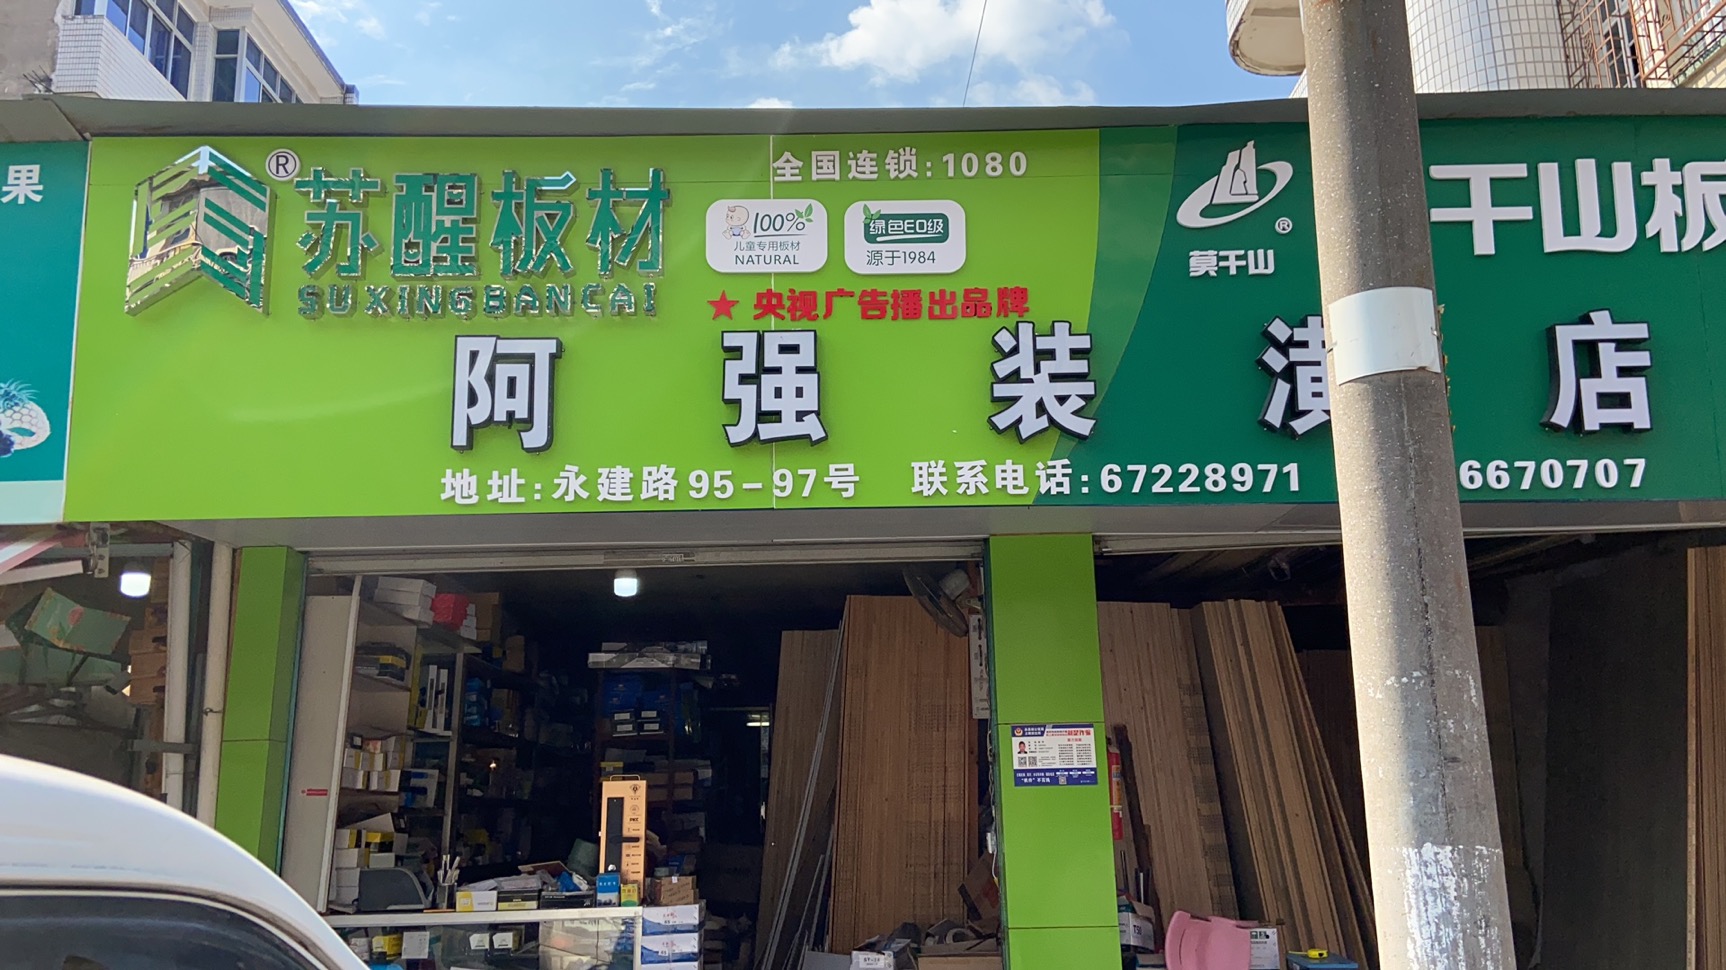 果
®
苏醒板材
SUXINGBANCAI
全国连锁:1080
100%
儿童专用板材
NATURAL
绿色E0级
源于1984
★央视广告播出品牌
®
莫干山
千山板
阿强装潢店
地址:永建路95-97号 联系电话:67228971 6670707